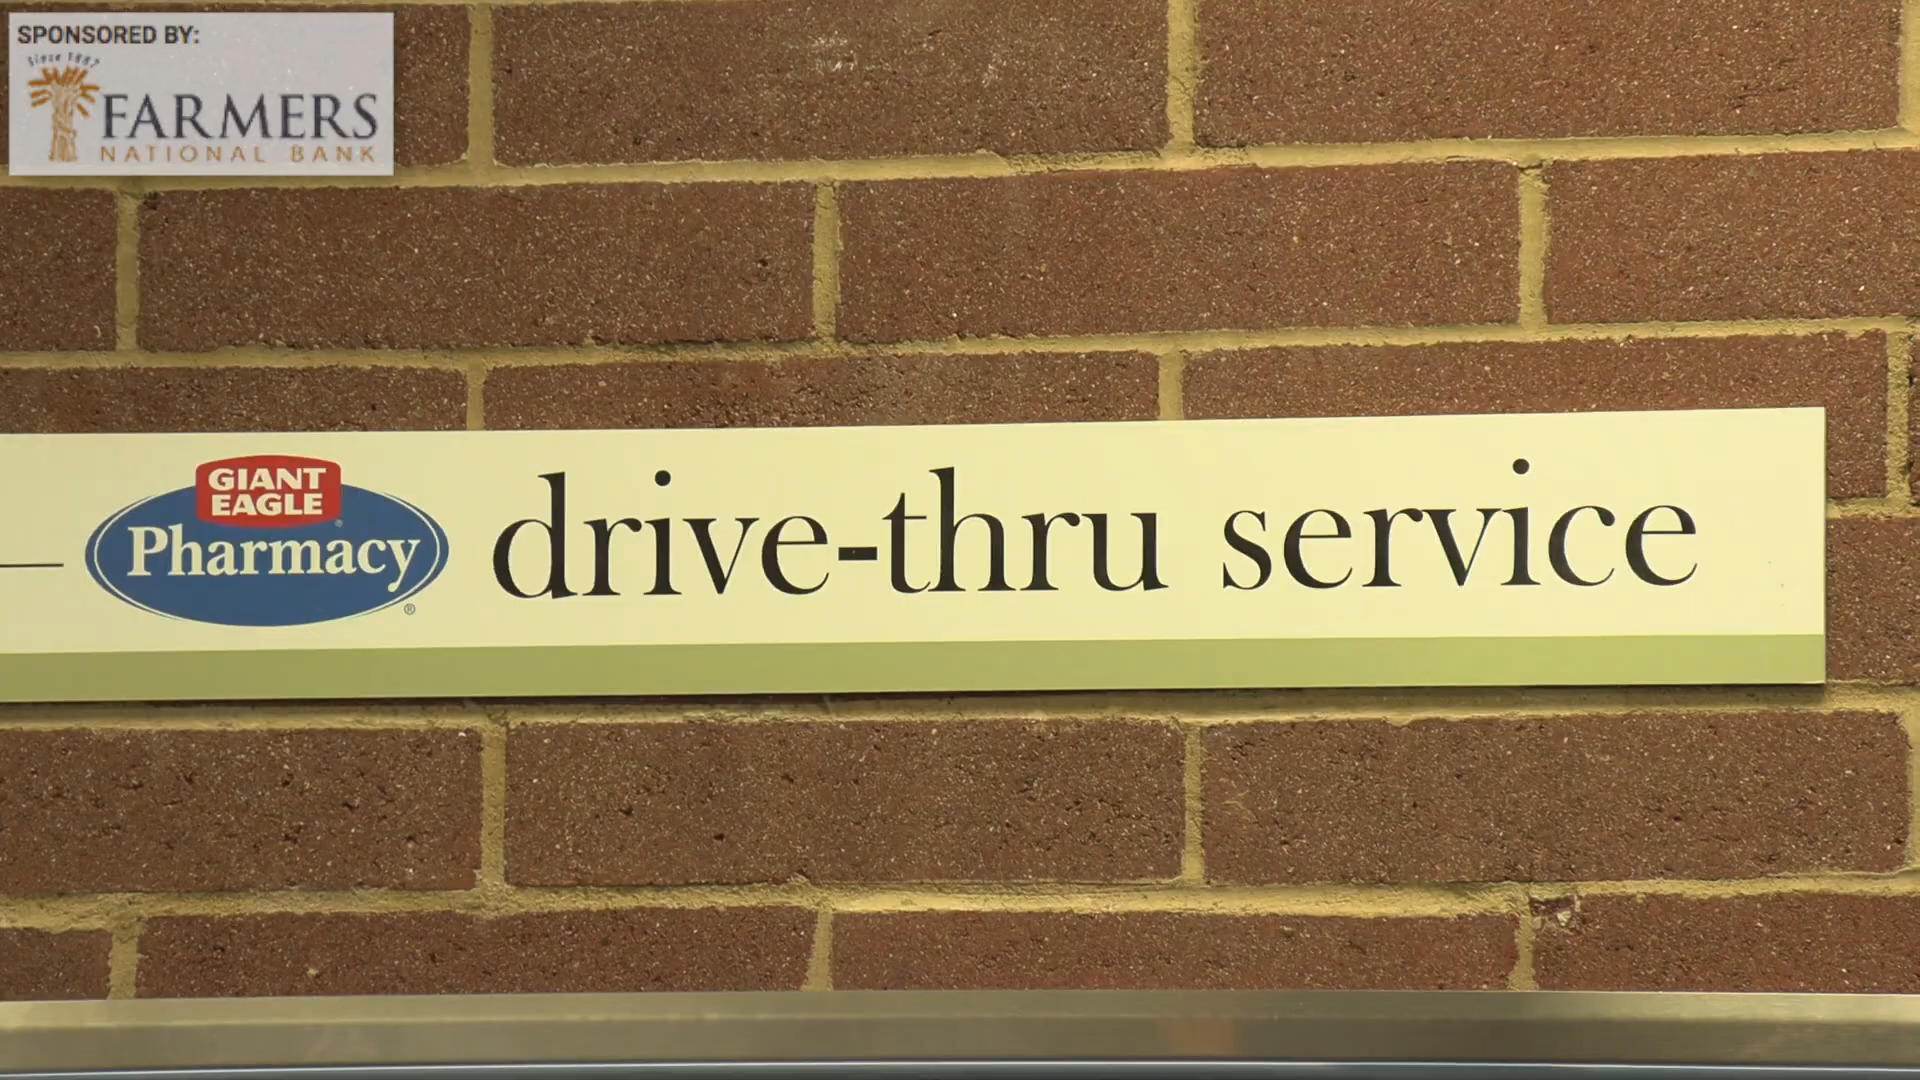 SPONSORED BY:
Since 1887
FARMERS
NATIONAL BANK
GIANT
EAGLE
Pharmacy
drive-thru service